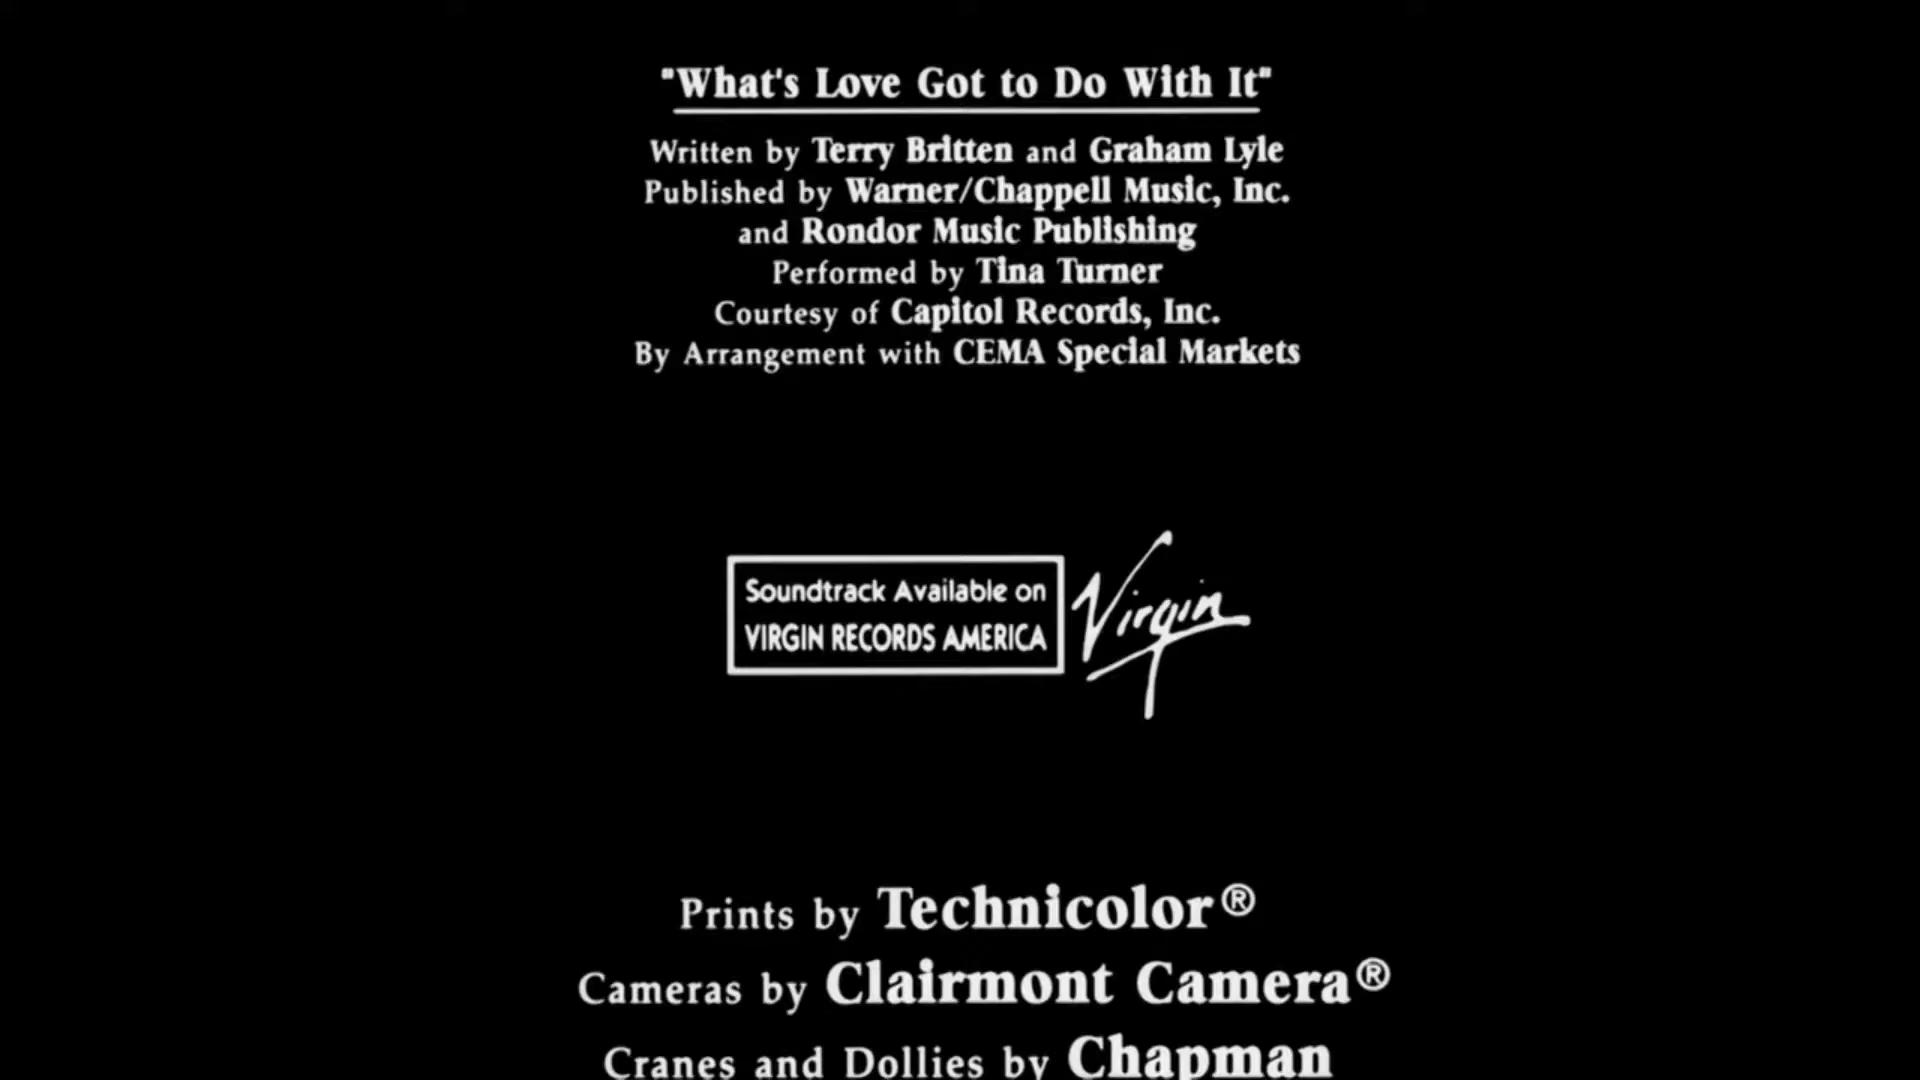 "What's Love Got to Do With It"
Written by Terry Britten and Graham Lyle
Published by Warner/Chappell Music, Inc.
and Rondor Music Publishing
Performed by Tina Turner
Courtesy of Capitol Records, Inc.
By Arrangement with CEMA Special Markets
Soundtrack Available on
VIRGIN RECORDS AMERICA
Virgin
Prints by Technicolor®
Cameras by Clairmont Camera®
Cranes and Dollies by Chapman